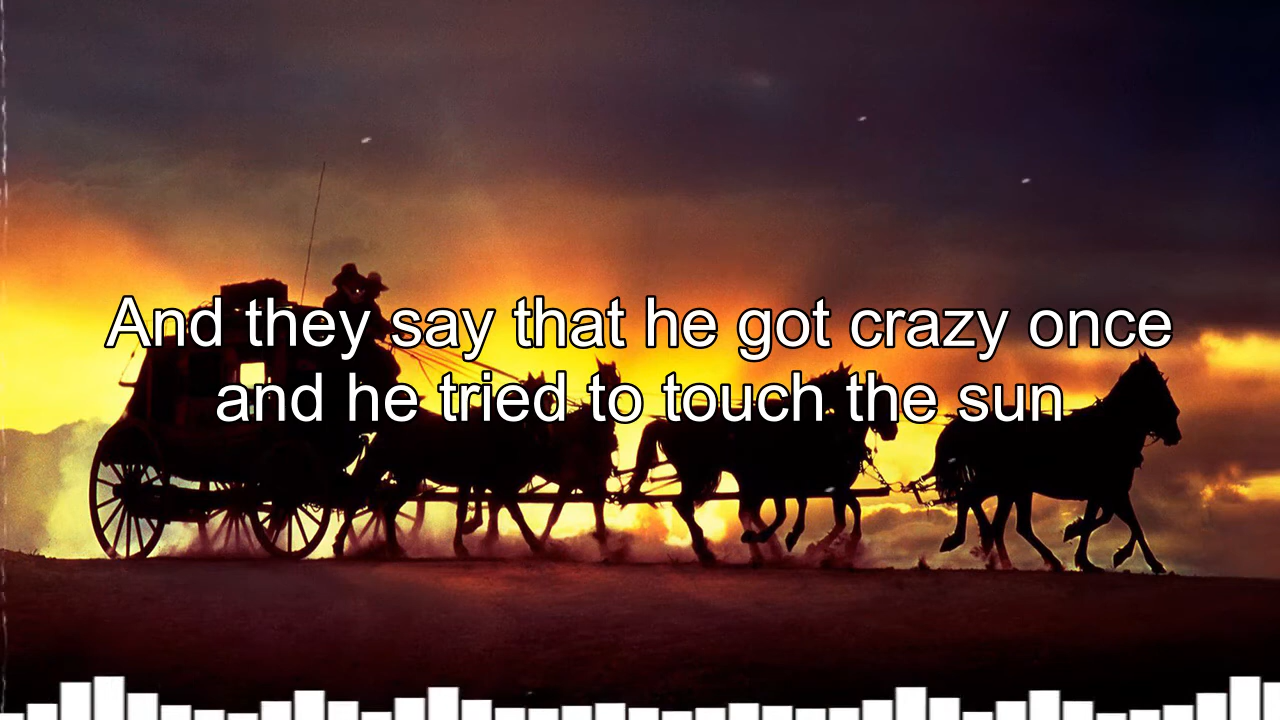 And they say that he got crazy once
and he tried to touch the sun